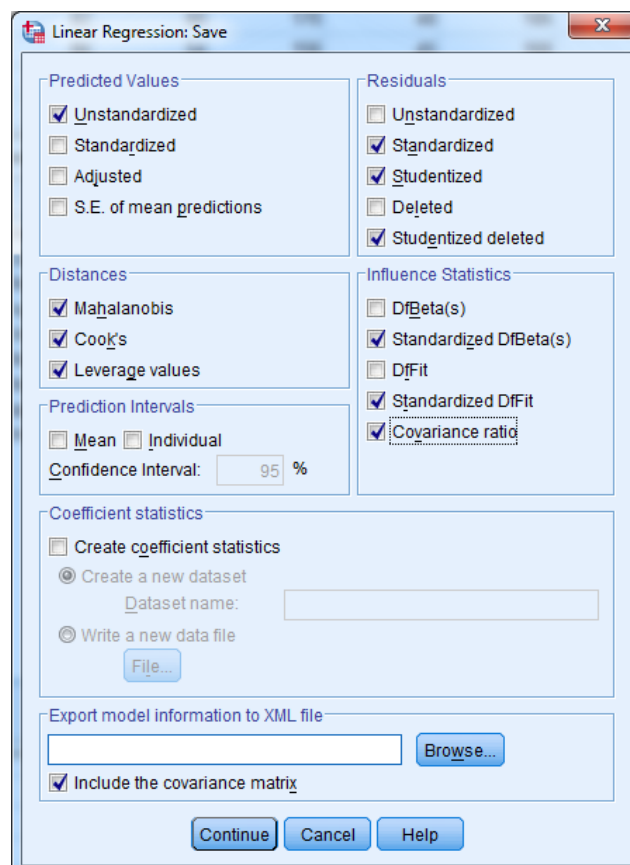 Linear Regression: Save
Predicted Values
Unstandardized
Standardized
Adjusted
S.E. of mean predictions
Residuals
Unstandardized
Standardized
Studentized
Deleted
Studentized deleted
Distances
Mahalanobis
Cook's
Leverage values
Influence Statistics
DfBeta(s)
Standardized DfBeta(s)
DfFit
Standardized DfFit
Covariance ratio
Prediction Intervals
Mean Individual
Confidence Interval: 95 %
Coefficient statistics
Create coefficient statistics
Create a new dataset
Dataset name:
Write a new data file
File...
Export model information to XML file
Browse...
Include the covariance matrix
Continue Cancel Help